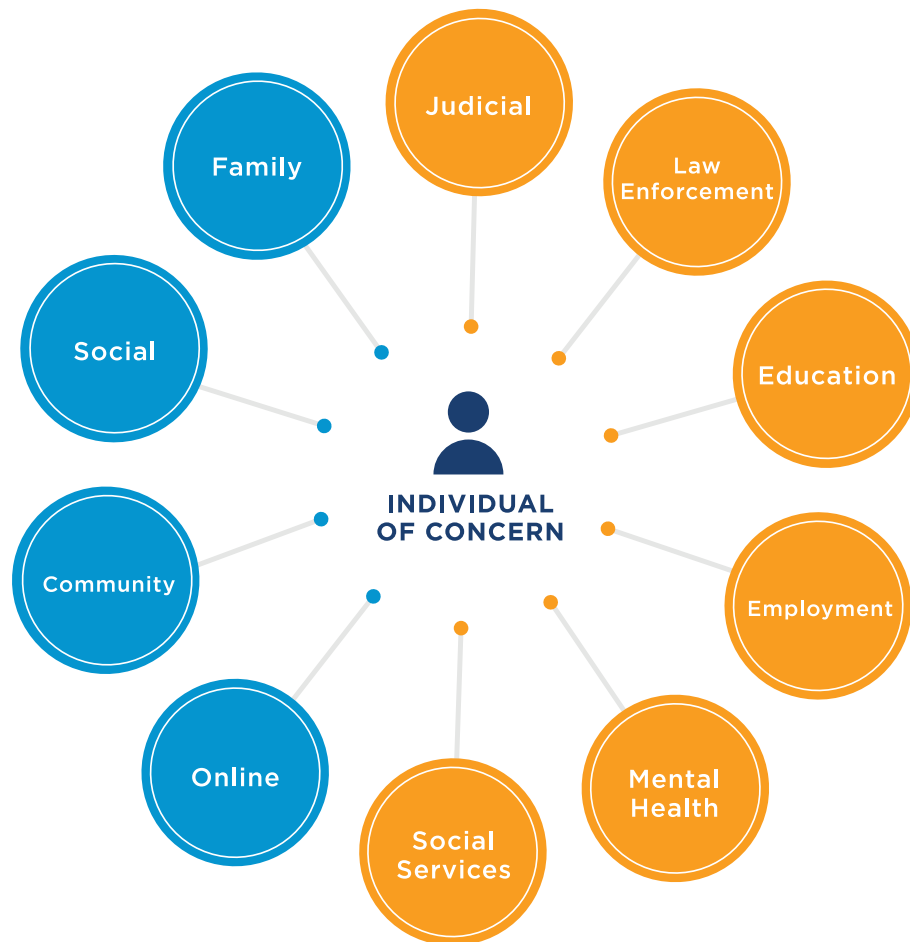 Judicial
Law
Enforcement
Family
Education
Social
INDIVIDUAL
OF CONCERN
Community
Employment
Online
Mental
Health
Social
Services